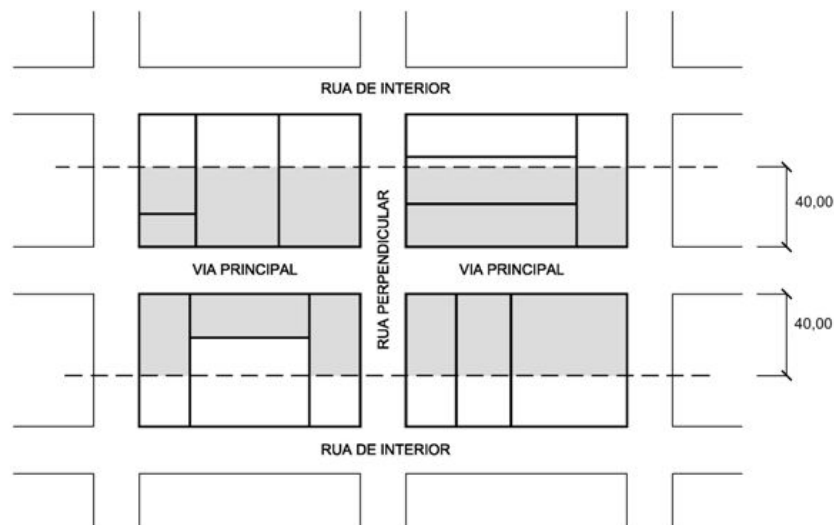 RUA DE INTERIOR
40,00
RUA PERPENDICULAR
VIA PRINCIPAL
VIA PRINCIPAL
40,00
RUA DE INTERIOR